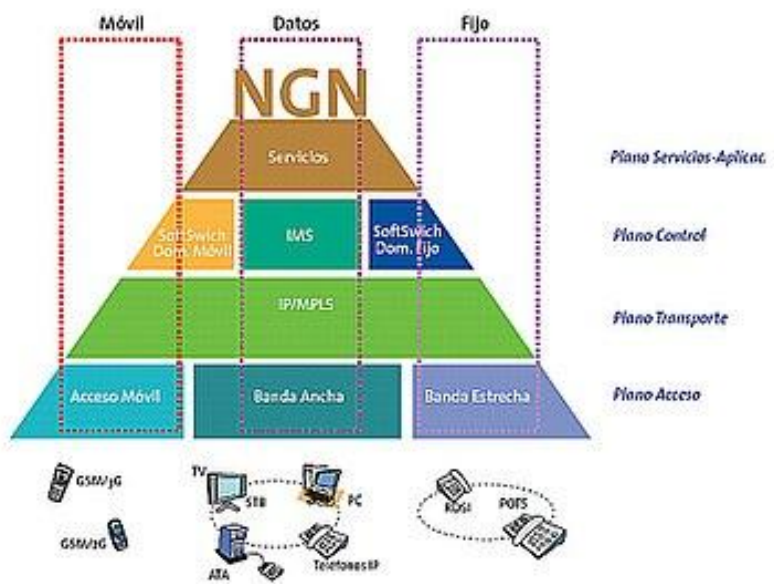 Móvil
Datos
Fijo
NGN
Servicios
Plano Servicios-Aplicac.
SoftSwich
Dom. Móvil
IMS
SoftSwich
Dom. Fijo
Plano Control
IP/MPLS
Plano Transporte
Acceso Móvil
Banda Ancha
Banda Estrecha
Plano Acceso
GSM/3G
GSM/2G
TV
STB
PC
ATA
Teléfonos IP
RDSI
POTS